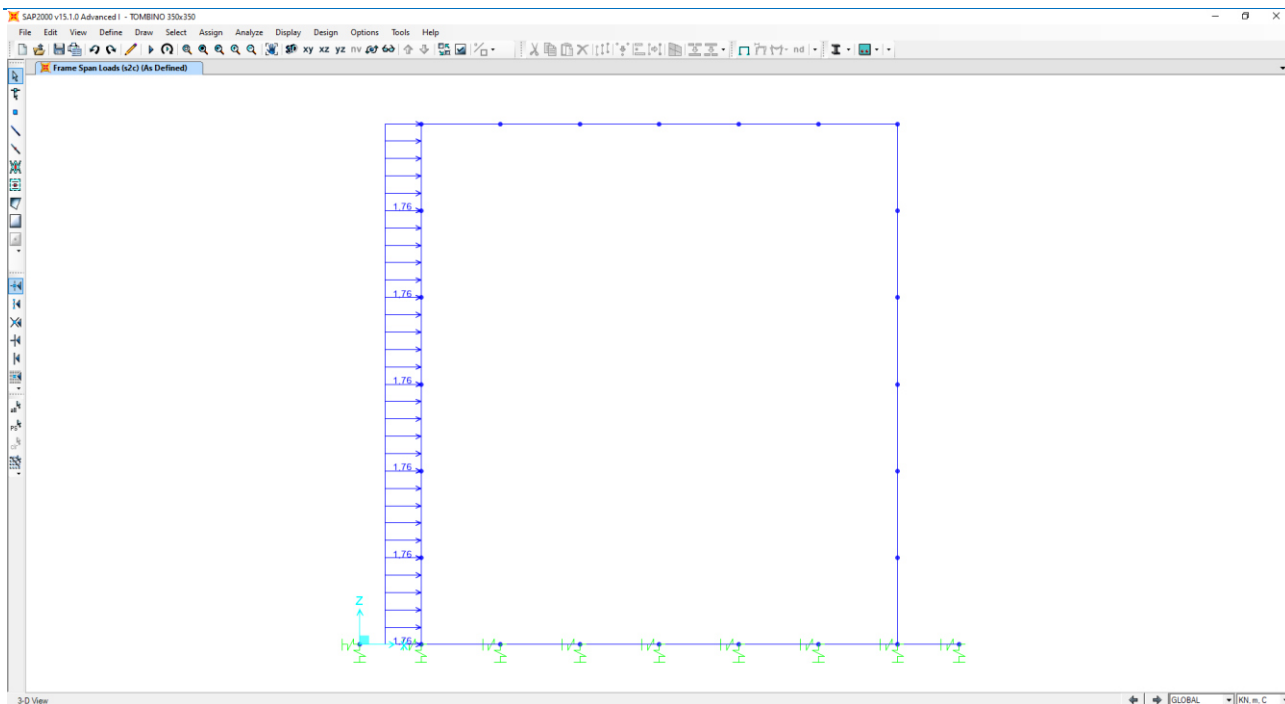 SAP2000 v15.1.0 Advanced I - TOMBINO 350x350
File Edit View Define Draw Select Assign Analyze Display Design Options Tools Help
xy xz yz nv nd
Frame Span Loads (s2c) (As Defined)
1.76
1.76
1.76
1.76
1.76
Z
1.76 X
3-D View GLOBAL KN, m, C